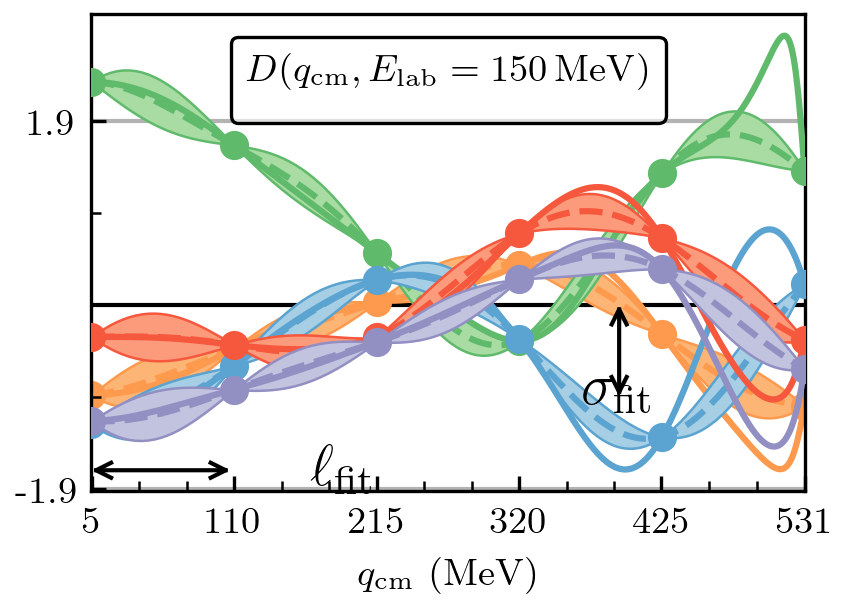 D(q_cm, E_lab = 150 MeV)
1.9
σ_fit
ℓ_fit
-1.9
5 110 215 320 425 531
q_cm (MeV)